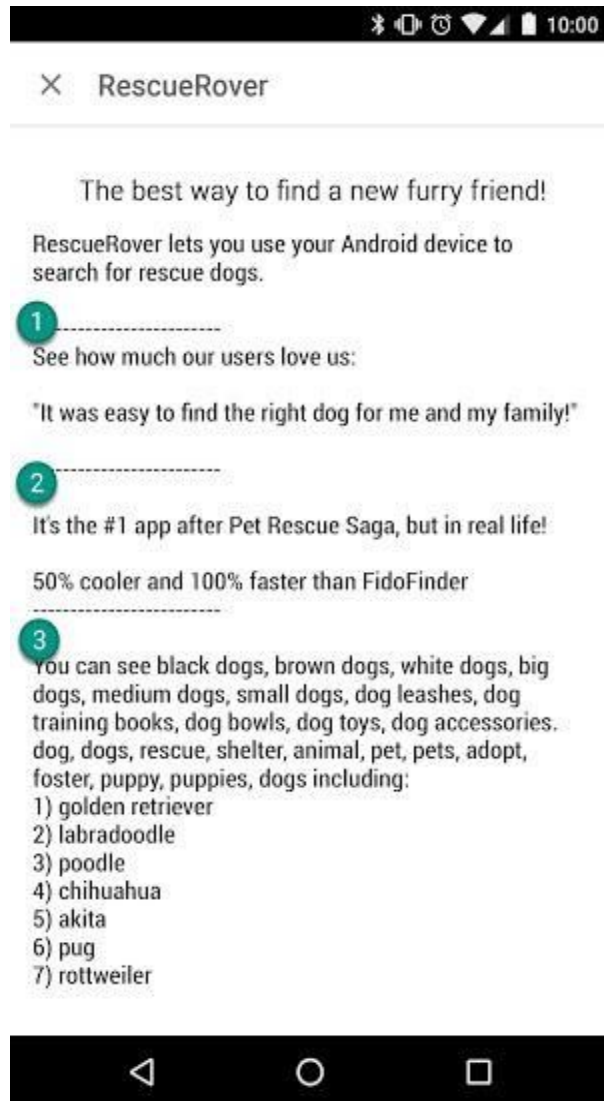 10:00
RescueRover
The best way to find a new furry friend!
RescueRover lets you use your Android device to
search for rescue dogs.
1
----------------------
See how much our users love us:
"It was easy to find the right dog for me and my family!"
----------------------
2
It's the #1 app after Pet Rescue Saga, but in real life!
50% cooler and 100% faster than FidoFinder
-------------------------
3
You can see black dogs, brown dogs, white dogs, big
dogs, medium dogs, small dogs, dog leashes, dog
training books, dog bowls, dog toys, dog accessories.
dog, dogs, rescue, shelter, animal, pet, pets, adopt,
foster, puppy, puppies, dogs including:
1) golden retriever
2) labradoodle
3) poodle
4) chihuahua
5) akita
6) pug
7) rottweiler